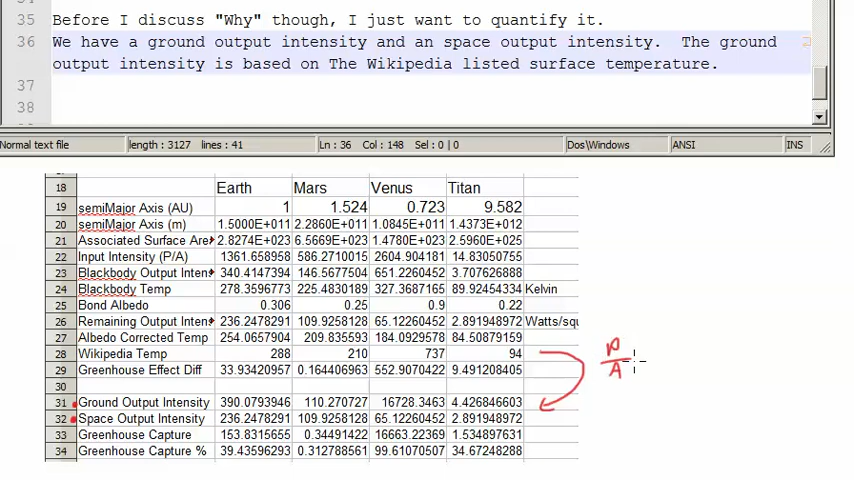 34
35 Before I discuss "Why" though, I just want to quantify it.
36 We have a ground output intensity and an space output intensity. The ground
output intensity is based on The Wikipedia listed surface temperature.
37
38
Normal text file length : 3127 lines : 41 Ln : 36 Col : 148 Sel : 0 | 0 Dos\Windows ANSI INS
18 Earth Mars Venus Titan
19 semiMajor Axis (AU) 1 1.524 0.723 9.582
20 semiMajor Axis (m) 1.5000E+011 2.2860E+011 1.0845E+011 1.4373E+012
21 Associated Surface Area 2.8274E+023 6.5669E+023 1.4780E+023 2.5960E+025
22 Input Intensity (P/A) 1361.658958 586.2710015 2604.904181 14.83050755
23 Blackbody Output Inten 340.4147394 146.5677504 651.2260452 3.707626888
24 Blackbody Temp 278.3596773 225.4830189 327.3687165 89.92454334 Kelvin
25 Bond Albedo 0.306 0.25 0.9 0.22
26 Remaining Output Inten 236.2478291 109.9258128 65.12260452 2.891948972 Watts/squ
27 Albedo Corrected Temp 254.0657904 209.835593 184.0929578 84.50879159
28 Wikipedia Temp 288 210 737 94
29 Greenhouse Effect Diff 33.93420957 0.164406963 552.9070422 9.491208405
30
31 Ground Output Intensity 390.0793946 110.270727 16728.3463 4.426846603
32 Space Output Intensity 236.2478291 109.9258128 65.12260452 2.891948972
33 Greenhouse Capture 153.8315655 0.34491422 16663.22369 1.534897631
34 Greenhouse Capture % 39.43596293 0.312788561 99.61070507 34.67248288
P
A